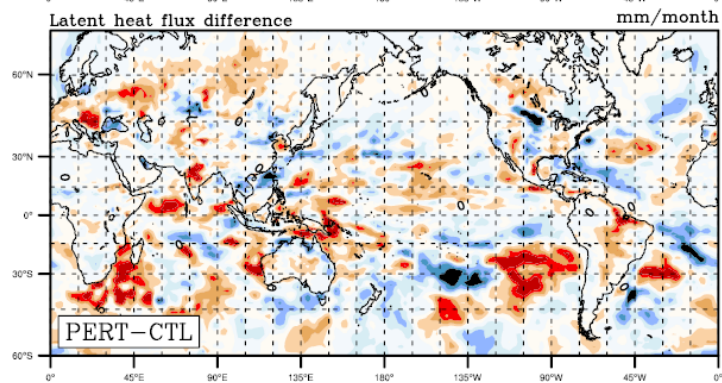 Latent heat flux difference mm/month
60°N
30°N
0°
30°S
60°S
PERT-CTL
0° 45°E 90°E 135°E 180° 135°W 90°W 45°W 0°